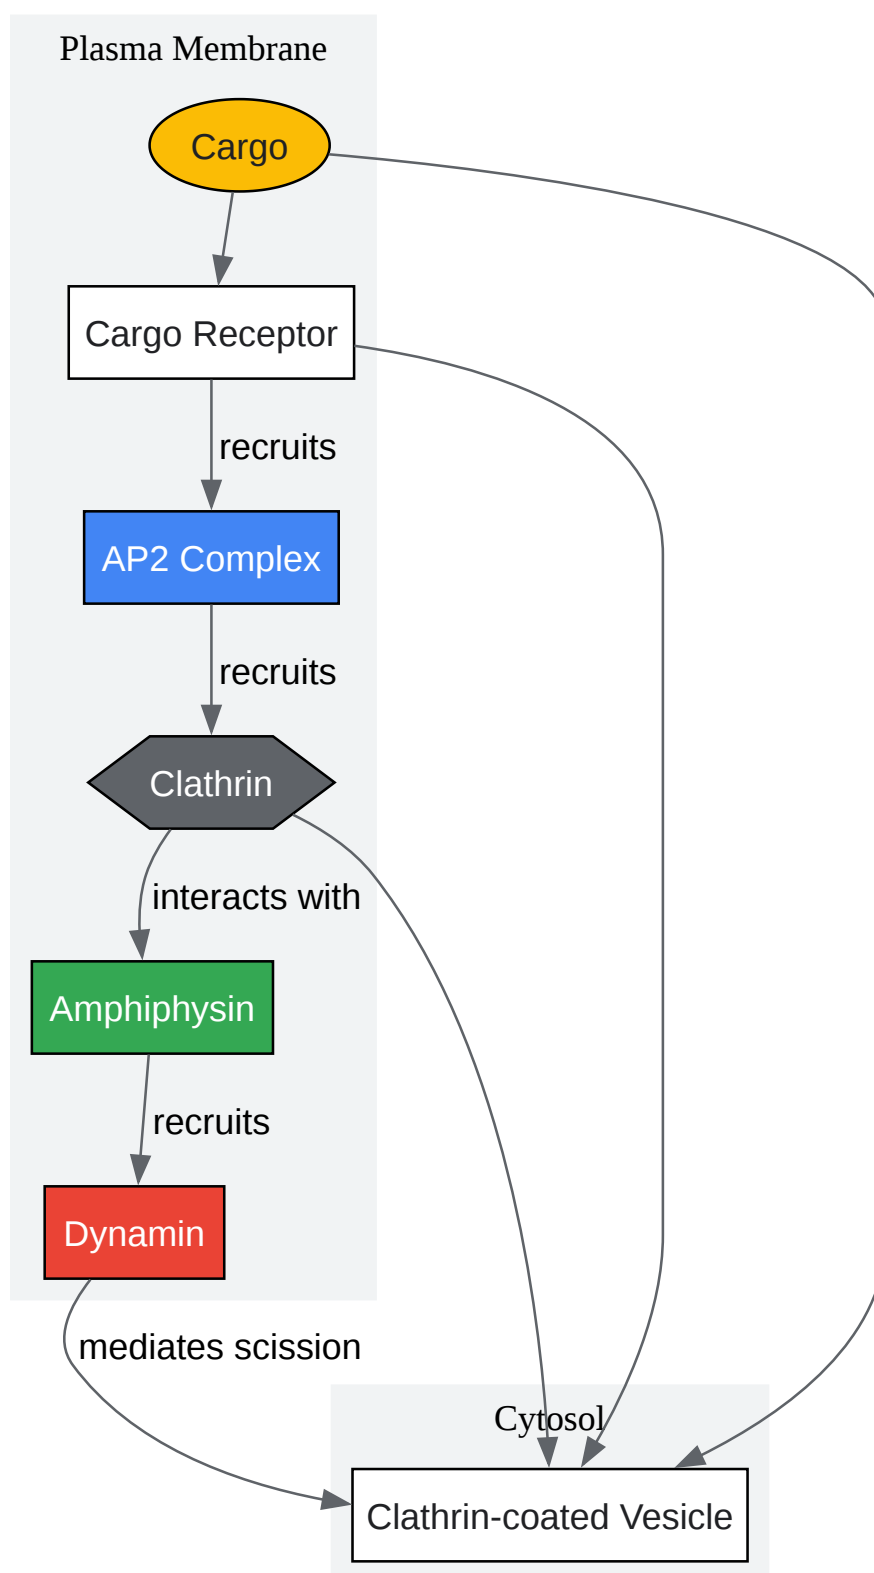 Plasma Membrane
Cargo
Cargo Receptor
recruits
AP2 Complex
recruits
Clathrin
interacts with
Amphiphysin
recruits
Dynamin
mediates scission
Cytosol
Clathrin-coated Vesicle